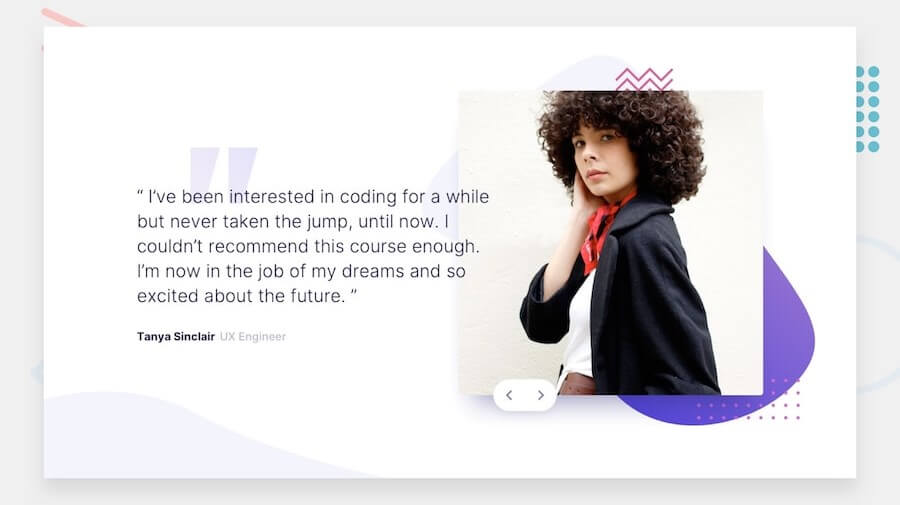 “ I’ve been interested in coding for a while
but never taken the jump, until now. I
couldn’t recommend this course enough.
I’m now in the job of my dreams and so
excited about the future. ”
Tanya Sinclair UX Engineer